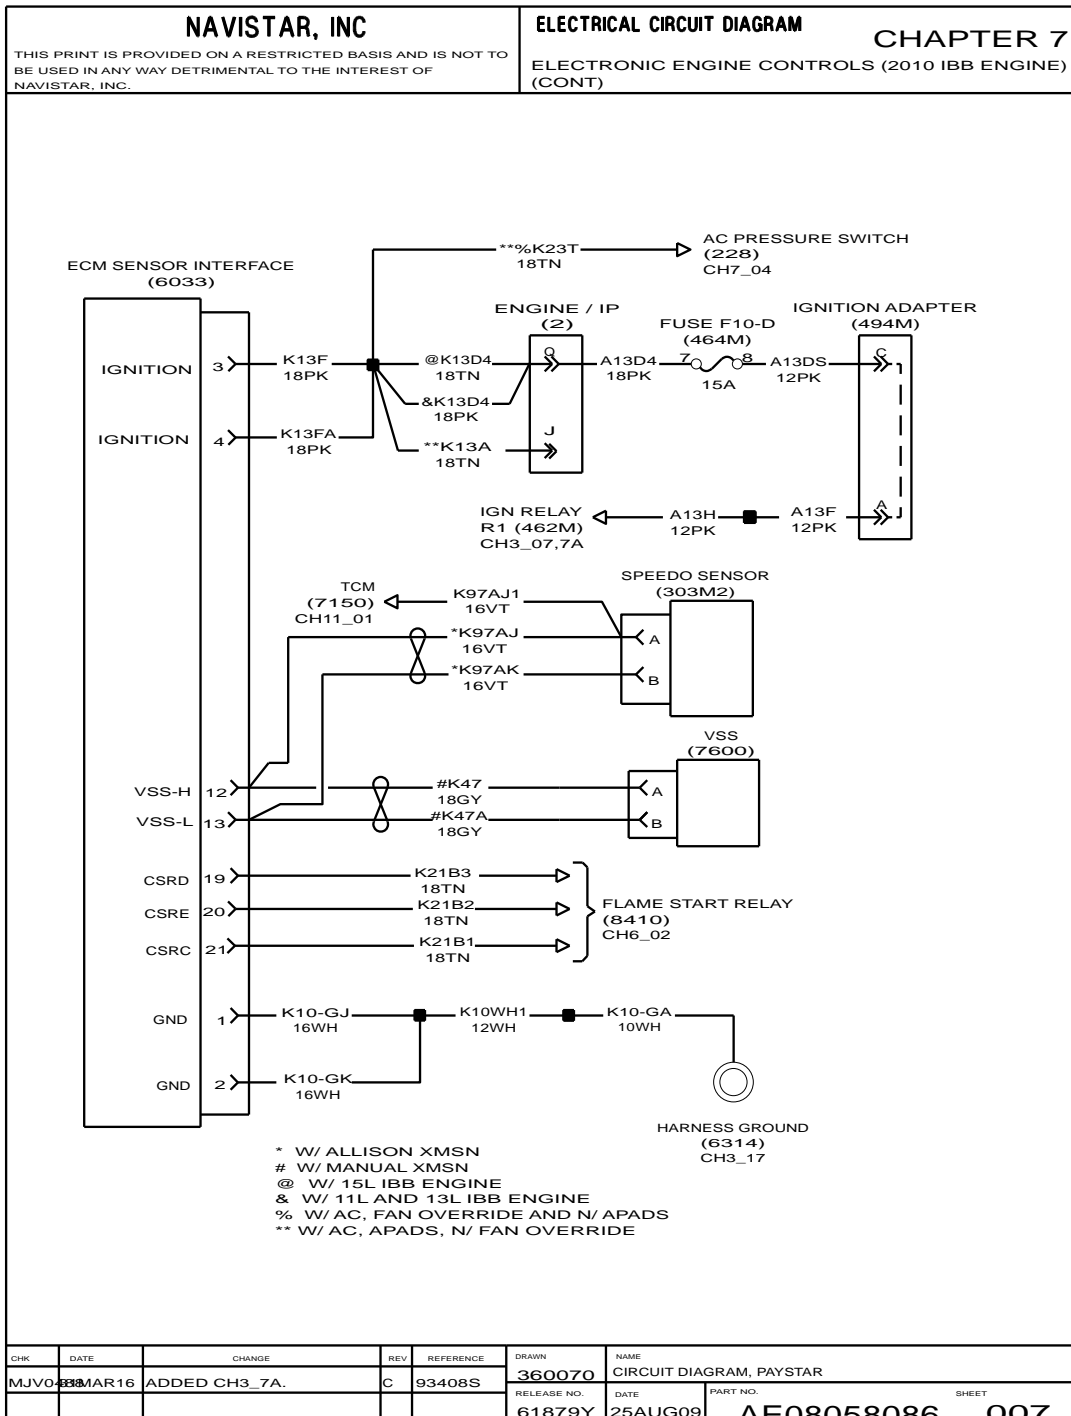 NAVISTAR, INC
THIS PRINT IS PROVIDED ON A RESTRICTED BASIS AND IS NOT TO
BE USED IN ANY WAY DETRIMENTAL TO THE INTEREST OF
NAVISTAR, INC.
ELECTRICAL CIRCUIT DIAGRAM
CHAPTER 7
ELECTRONIC ENGINE CONTROLS (2010 IBB ENGINE)
(CONT)
**%K23T
18TN
AC PRESSURE SWITCH
(228)
CH7_04
ECM SENSOR INTERFACE
(6033)
ENGINE / IP
(2)
FUSE F10-D
(464M)
IGNITION ADAPTER
(494M)
IGNITION 3
K13F
18PK
@K13D4
18TN
Q
A13D4
18PK
7 8
15A
A13DS
12PK
C
&K13D4
18PK
IGNITION 4
K13FA
18PK
**K13A
18TN
J
IGN RELAY
R1 (462M)
CH3_07,7A
A13H
12PK
A13F
12PK
A
TCM
(7150)
CH11_01
K97AJ1
16VT
SPEEDO SENSOR
(303M2)
*K97AJ
16VT
A
*K97AK
16VT
B
VSS
(7600)
VSS-H 12
#K47
18GY
A
VSS-L 13
#K47A
18GY
B
CSRD 19
K21B3
18TN
CSRE 20
K21B2
18TN
CSRC 21
K21B1
18TN
FLAME START RELAY
(8410)
CH6_02
GND 1
K10-GJ
16WH
K10WH1
12WH
K10-GA
10WH
GND 2
K10-GK
16WH
HARNESS GROUND
(6314)
CH3_17
* W/ ALLISON XMSN
# W/ MANUAL XMSN
@ W/ 15L IBB ENGINE
& W/ 11L AND 13L IBB ENGINE
% W/ AC, FAN OVERRIDE AND N/ APADS
** W/ AC, APADS, N/ FAN OVERRIDE
CHK DATE CHANGE REV REFERENCE
ADDED CH3_7A. C 93408S
DRAWN
360070
NAME
CIRCUIT DIAGRAM, PAYSTAR
RELEASE NO.
61879Y
DATE
25AUG09
PART NO.
AE08058086
SHEET
007